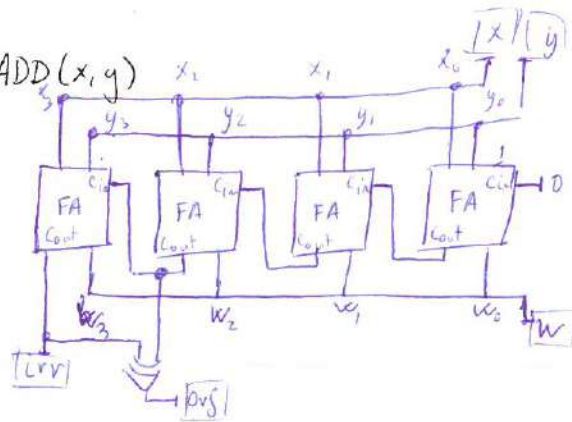 x y
ADD(x,y)
x3 x2 x1 x0
y3 y2 y1 y0
Cin Cin Cin Cin 0
FA FA FA FA
Cout Cout Cout Cout
w3 w2 w1 w0
w
ovf